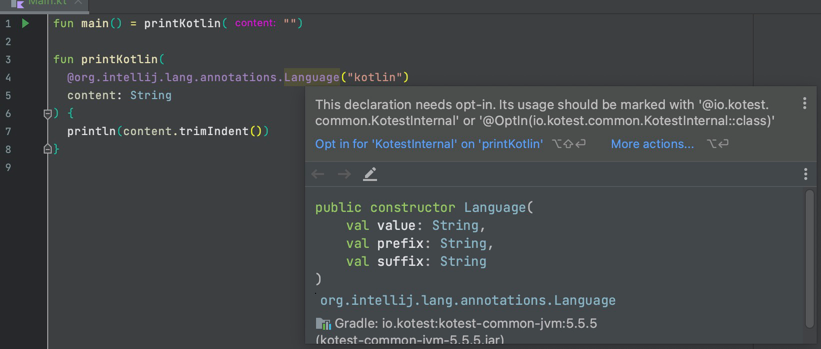 Main.kt
1 fun main() = printKotlin( content: "")
2
3 fun printKotlin(
4 @org.intellij.lang.annotations.Language("kotlin")
5 content: String
6 ) {
7 println(content.trimIndent())
8 }
9
This declaration needs opt-in. Its usage should be marked with '@io.kotest.
common.KotestInternal' or '@OptIn(io.kotest.common.KotestInternal::class)'
Opt in for 'KotestInternal' on 'printKotlin' ⌥⇧⏎ More actions... ⌥⏎
public constructor Language(
val value: String,
val prefix: String,
val suffix: String
)
org.intellij.lang.annotations.Language
Gradle: io.kotest:kotest-common-jvm:5.5.5
(kotest-common-jvm-5.5.5.jar)